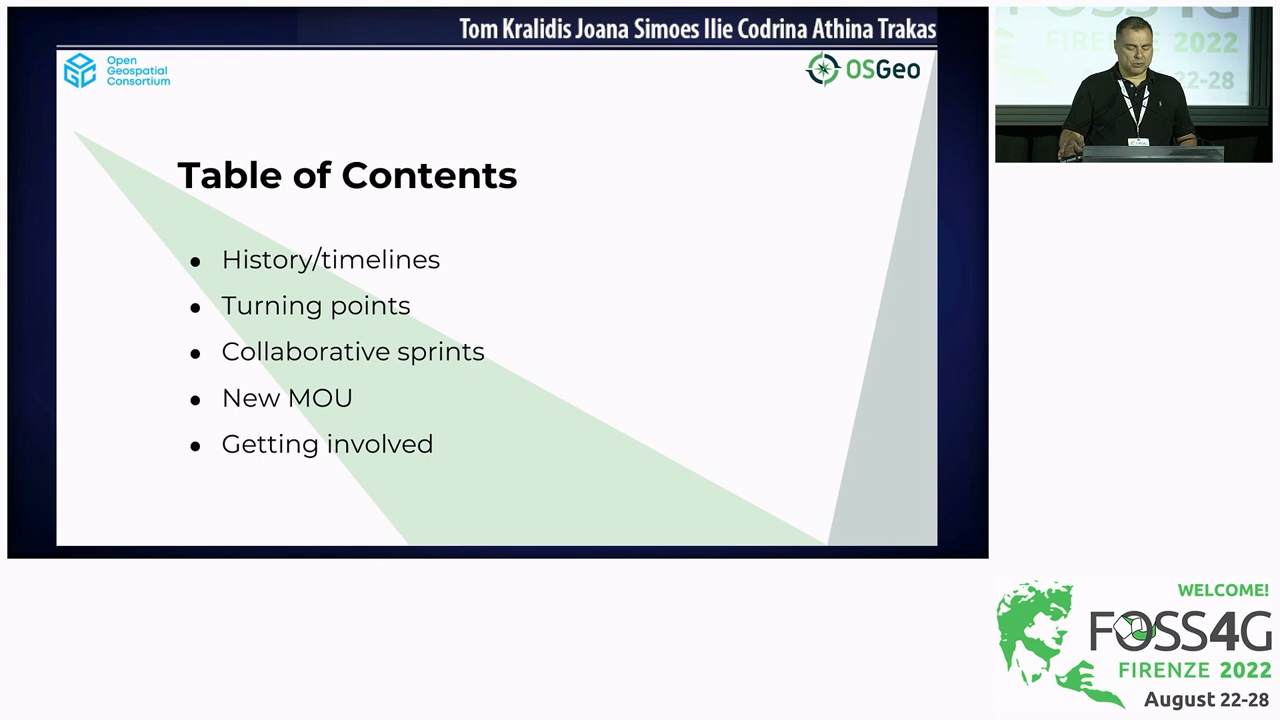 Tom Kralidis Joana Simoes Ilie Codrina Athina Trakas
Open
Geospatial
Consortium
OSGeo
Table of Contents
● History/timelines
● Turning points
● Collaborative sprints
● New MOU
● Getting involved
FIRENZE 2022
22-28
WELCOME!
FOSS4G
FIRENZE 2022
August 22-28